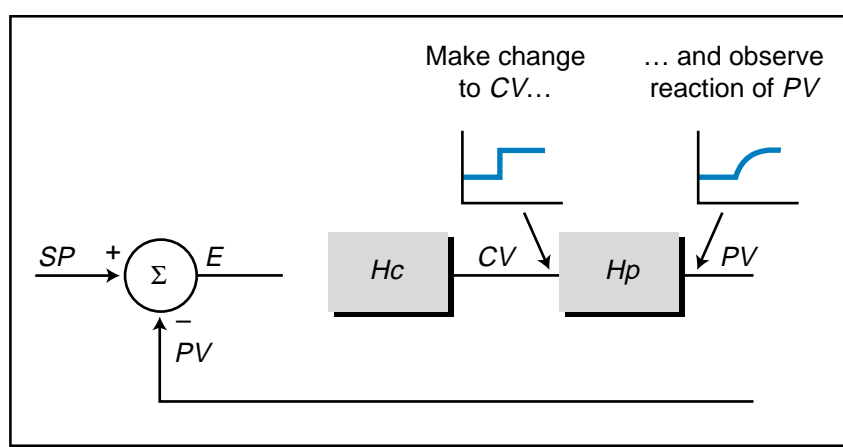 Make change
to CV…
… and observe
reaction of PV
SP
+
Σ
E
Hc
CV
Hp
PV
–
PV